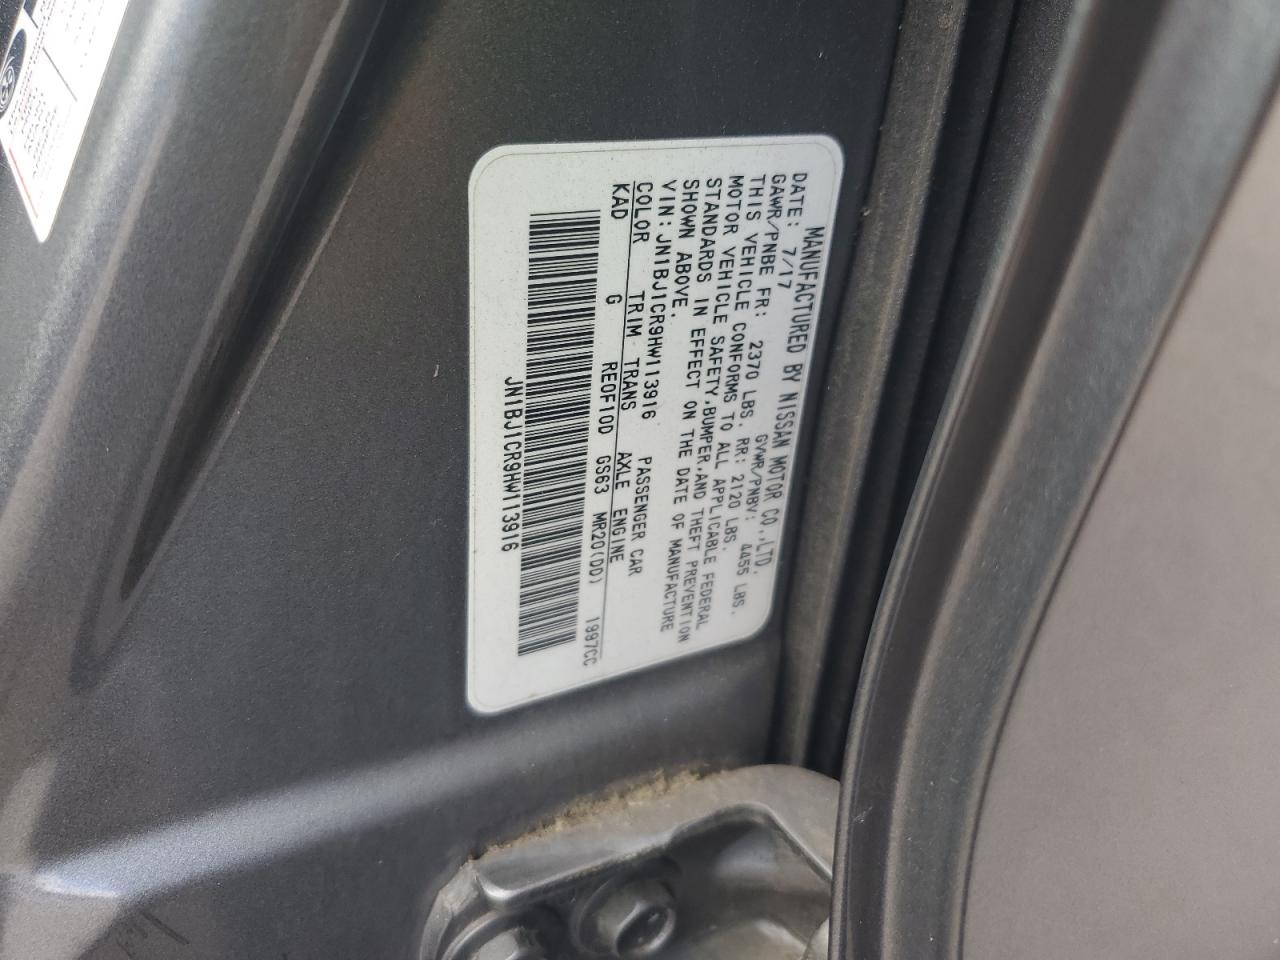 MANUFACTURED BY NISSAN MOTOR CO.,LTD.
DATE: 7/17 GVWR/PNBV: 4455 LBS.
GAWR/PNBE FR: 2370 LBS. RR: 2120 LBS.
THIS VEHICLE CONFORMS TO ALL APPLICABLE FEDERAL
MOTOR VEHICLE SAFETY,BUMPER,AND THEFT PREVENTION
STANDARDS IN EFFECT ON THE DATE OF MANUFACTURE
SHOWN ABOVE.
VIN: JN1BJ1CR9HW113916 PASSENGER CAR
COLOR TRIM TRANS AXLE ENGINE
KAD G RE0F10D GS63 MR20(DD) 1997CC
JN1BJ1CR9HW113916